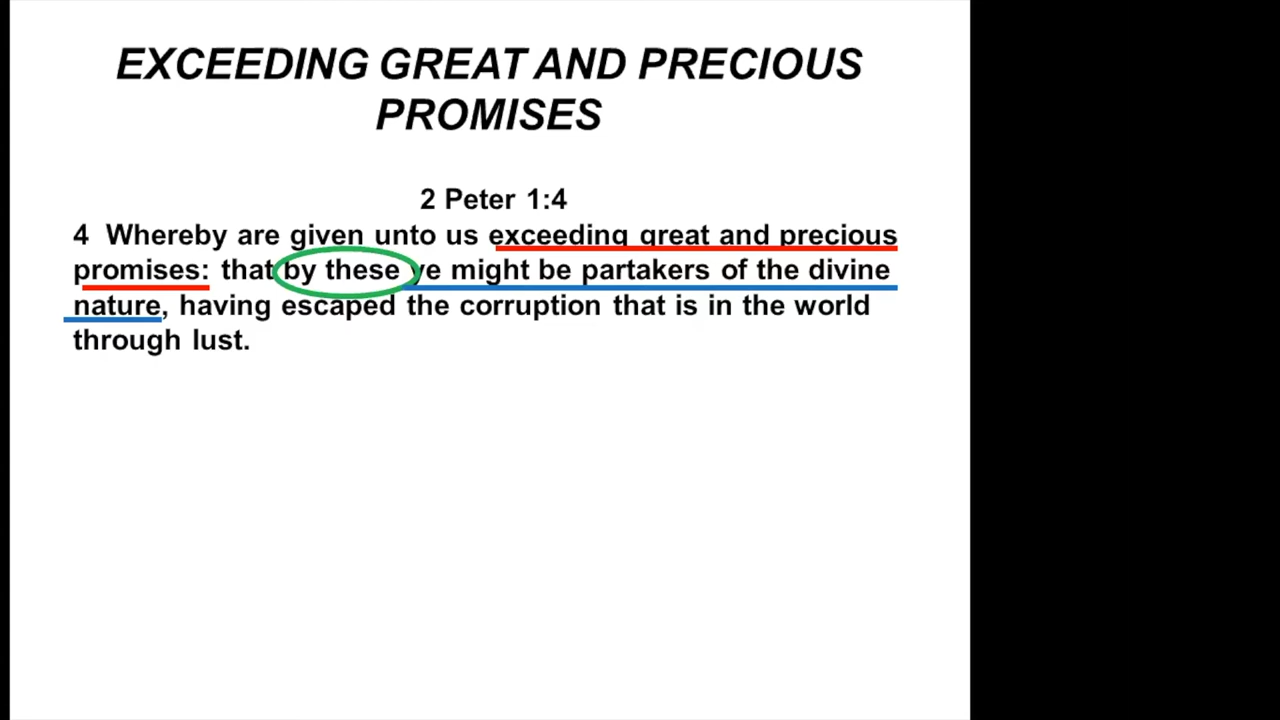 EXCEEDING GREAT AND PRECIOUS
PROMISES
2 Peter 1:4
4 Whereby are given unto us exceeding great and precious
promises: that by these ye might be partakers of the divine
nature, having escaped the corruption that is in the world
through lust.